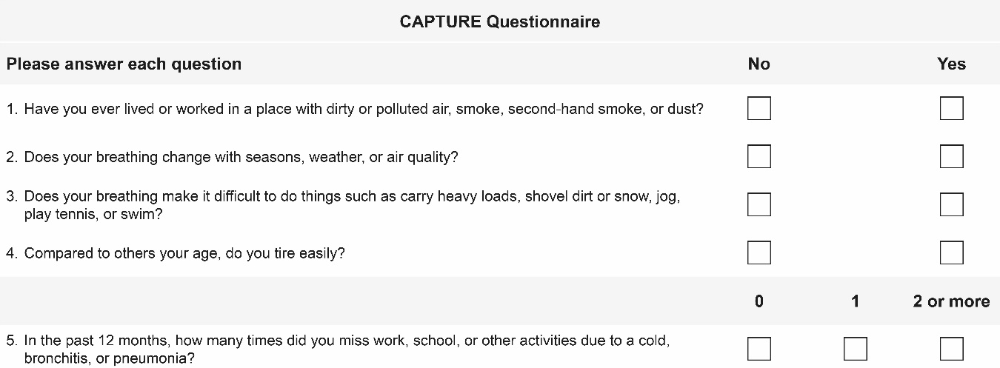 CAPTURE Questionnaire
Please answer each question No Yes
1. Have you ever lived or worked in a place with dirty or polluted air, smoke, second-hand smoke, or dust?
2. Does your breathing change with seasons, weather, or air quality?
3. Does your breathing make it difficult to do things such as carry heavy loads, shovel dirt or snow, jog,
play tennis, or swim?
4. Compared to others your age, do you tire easily?
0 1 2 or more
5. In the past 12 months, how many times did you miss work, school, or other activities due to a cold,
bronchitis, or pneumonia?